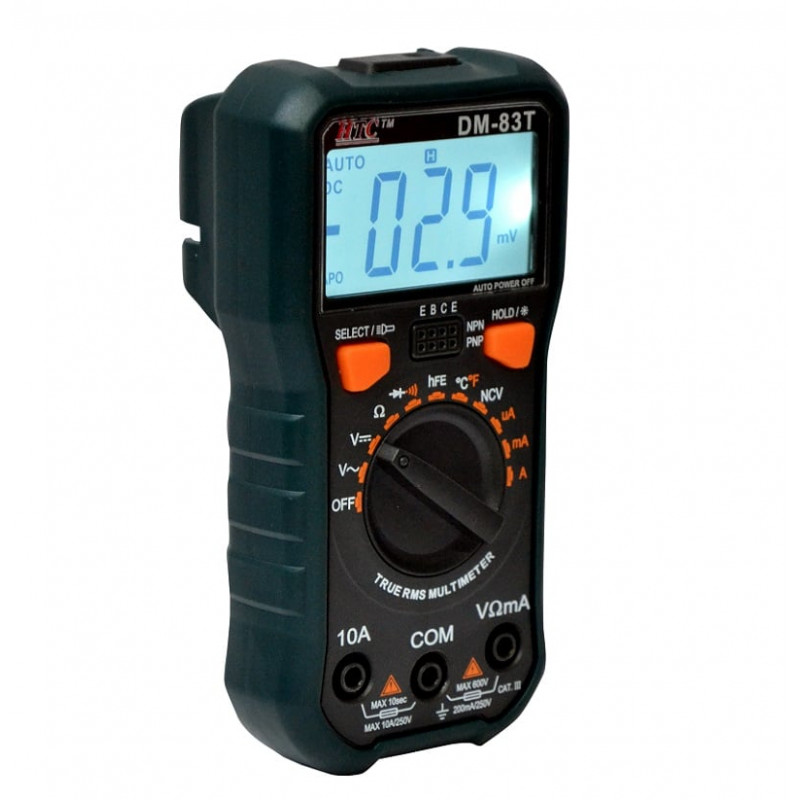 HTC™ DM-83T
AUTO H
DC
-02.9 mV
APO
AUTO POWER OFF
E B C E
SELECT / HOLD / ☀
NPN
PNP
hFE °C°F NCV
Ω µA
V⎓ mA
V~ A
OFF
TRUE RMS MULTIMETER
10A COM VΩmA
MAX 10sec MAX 600V CAT. III
MAX 10A/250V 200mA/250V